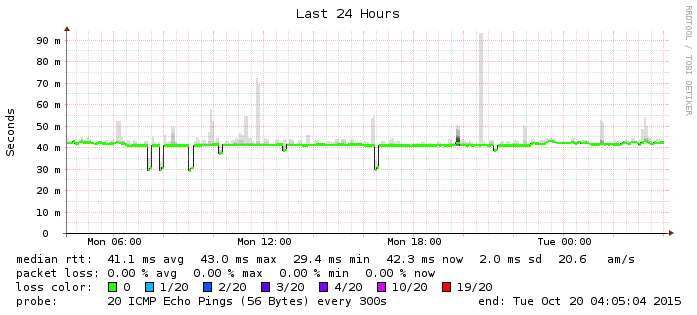 Last 24 Hours
RRDTOOL / TOBI OETIKER
Seconds
90 m
80 m
70 m
60 m
50 m
40 m
30 m
20 m
10 m
0
Mon 06:00 Mon 12:00 Mon 18:00 Tue 00:00
median rtt: 41.1 ms avg 43.0 ms max 29.4 ms min 42.3 ms now 2.0 ms sd 20.6 am/s
packet loss: 0.00 % avg 0.00 % max 0.00 % min 0.00 % now
loss color: 0 1/20 2/20 3/20 4/20 10/20 19/20
probe: 20 ICMP Echo Pings (56 Bytes) every 300s end: Tue Oct 20 04:05:04 2015